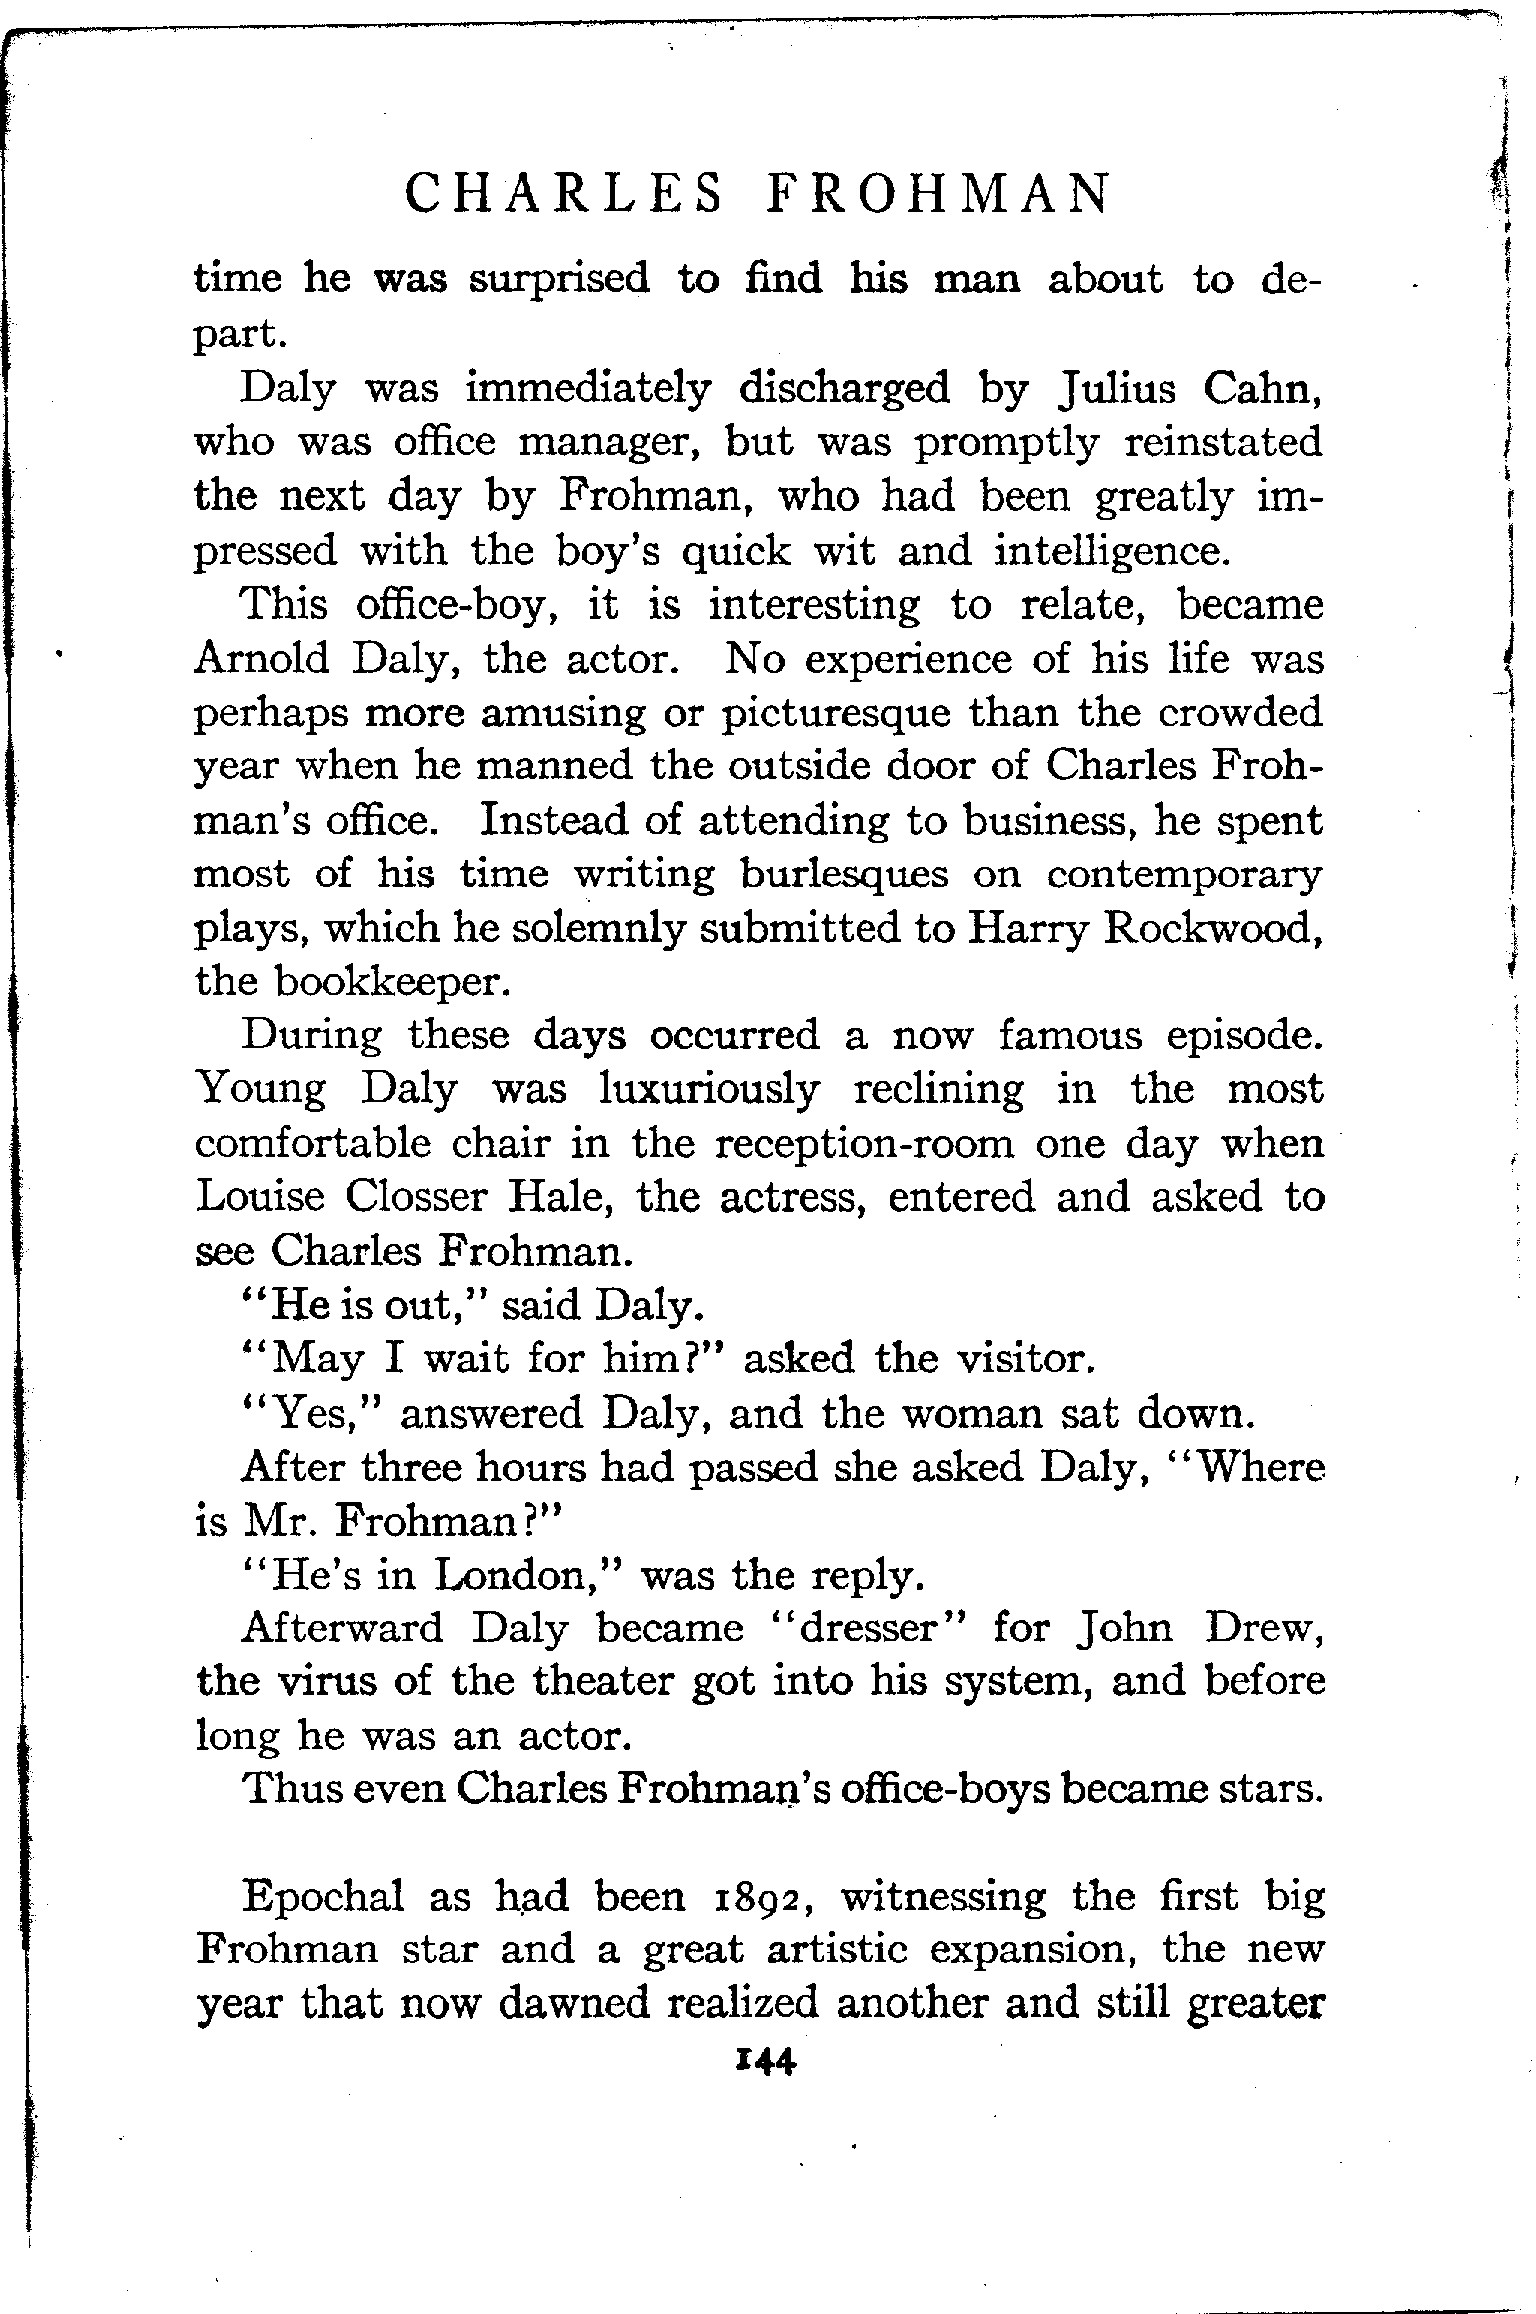 CHARLES FROHMAN
time he was surprised to find his man about to de-
part.
Daly was immediately discharged by Julius Cahn,
who was office manager, but was promptly reinstated
the next day by Frohman, who had been greatly im-
pressed with the boy's quick wit and intelligence.
This office-boy, it is interesting to relate, became
Arnold Daly, the actor. No experience of his life was
perhaps more amusing or picturesque than the crowded
year when he manned the outside door of Charles Froh-
man's office. Instead of attending to business, he spent
most of his time writing burlesques on contemporary
plays, which he solemnly submitted to Harry Rockwood,
the bookkeeper.
During these days occurred a now famous episode.
Young Daly was luxuriously reclining in the most
comfortable chair in the reception-room one day when
Louise Closser Hale, the actress, entered and asked to
see Charles Frohman.
"He is out," said Daly.
"May I wait for him?" asked the visitor.
"Yes," answered Daly, and the woman sat down.
After three hours had passed she asked Daly, "Where
is Mr. Frohman?"
"He's in London," was the reply.
Afterward Daly became "dresser" for John Drew,
the virus of the theater got into his system, and before
long he was an actor.
Thus even Charles Frohman's office-boys became stars.
Epochal as had been 1892, witnessing the first big
Frohman star and a great artistic expansion, the new
year that now dawned realized another and still greater
144